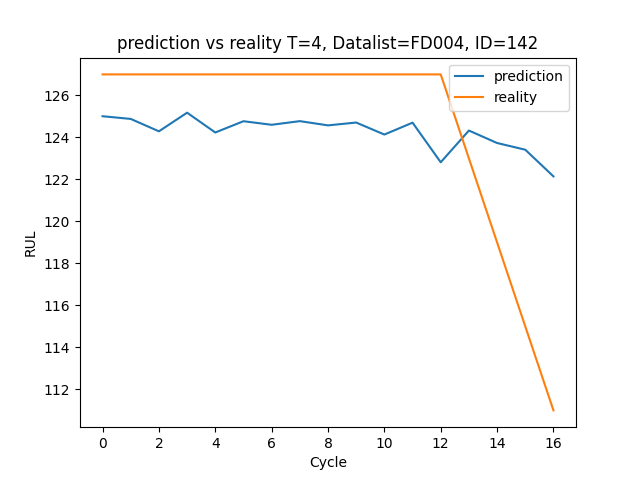 prediction vs reality T=4, Datalist=FD004, ID=142
prediction
reality
126
124
122
120
118
116
114
112
RUL
0 2 4 6 8 10 12 14 16
Cycle